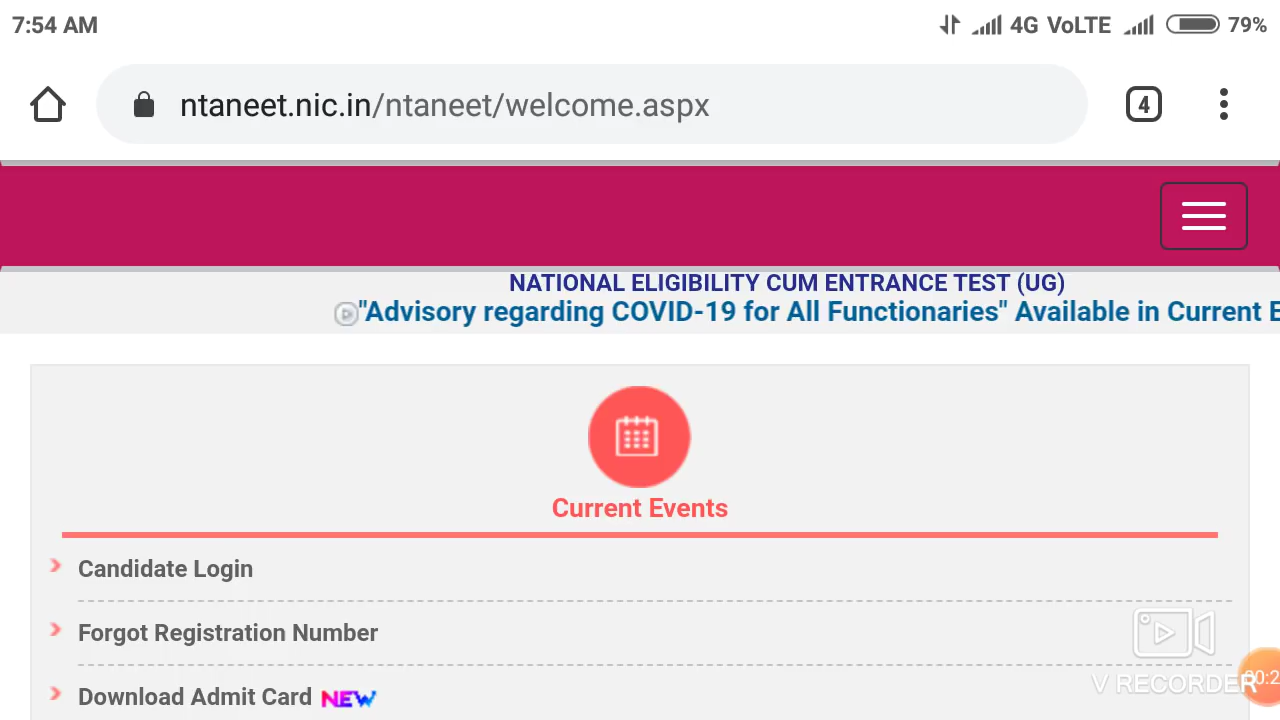 7:54 AM 4G VoLTE 79%
ntaneet.nic.in/ntaneet/welcome.aspx 4
NATIONAL ELIGIBILITY CUM ENTRANCE TEST (UG)
"Advisory regarding COVID-19 for All Functionaries" Available in Current
Current Events
Candidate Login
Forgot Registration Number
Download Admit Card NEW
V RECORDER